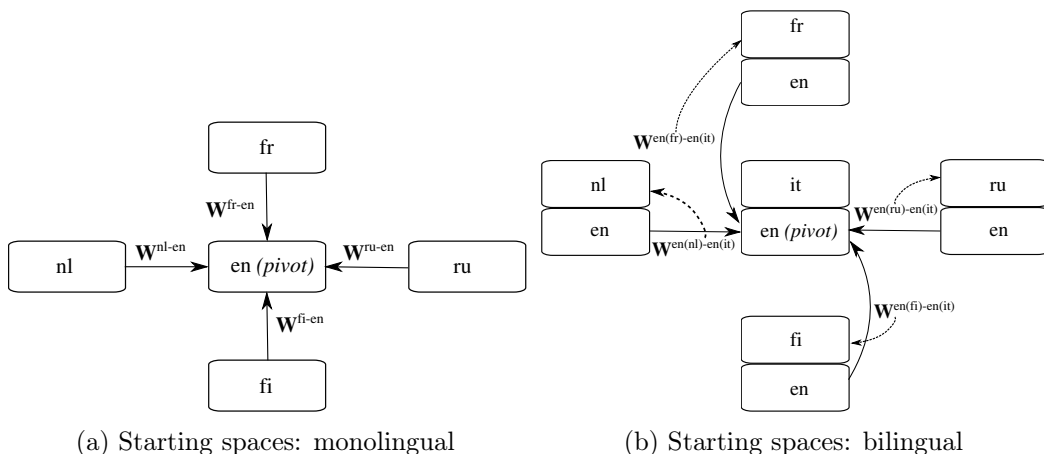 fr
W^fr-en
nl
W^nl-en
en (pivot)
W^ru-en
ru
W^fi-en
fi
(a) Starting spaces: monolingual
fr
en
W^en(fr)-en(it)
nl
en
W^en(nl)-en(it)
it
en (pivot)
W^en(ru)-en(it)
ru
en
W^en(fi)-en(it)
fi
en
(b) Starting spaces: bilingual